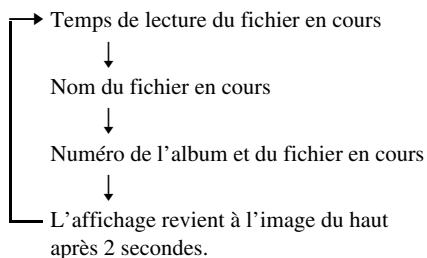 Temps de lecture du fichier en cours
Nom du fichier en cours
Numéro de l’album et du fichier en cours
L’affichage revient à l’image du haut
après 2 secondes.